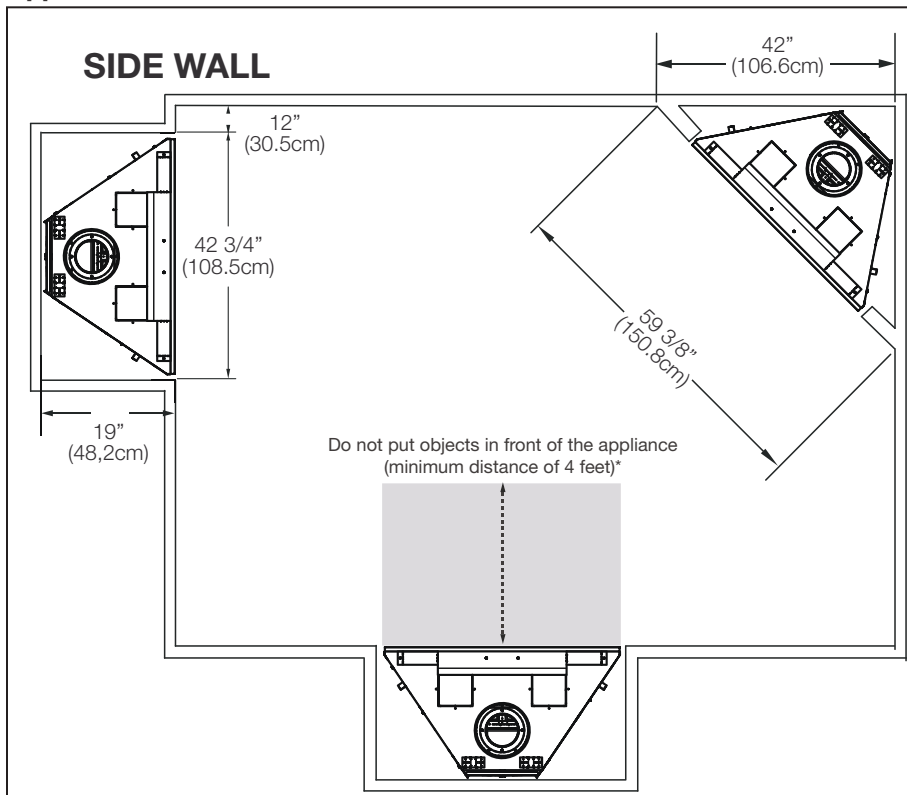 SIDE WALL
42”
(106.6cm)
12”
(30.5cm)
42 3/4”
(108.5cm)
59 3/8”
(150.8cm)
19”
(48,2cm)
Do not put objects in front of the appliance
(minimum distance of 4 feet)*